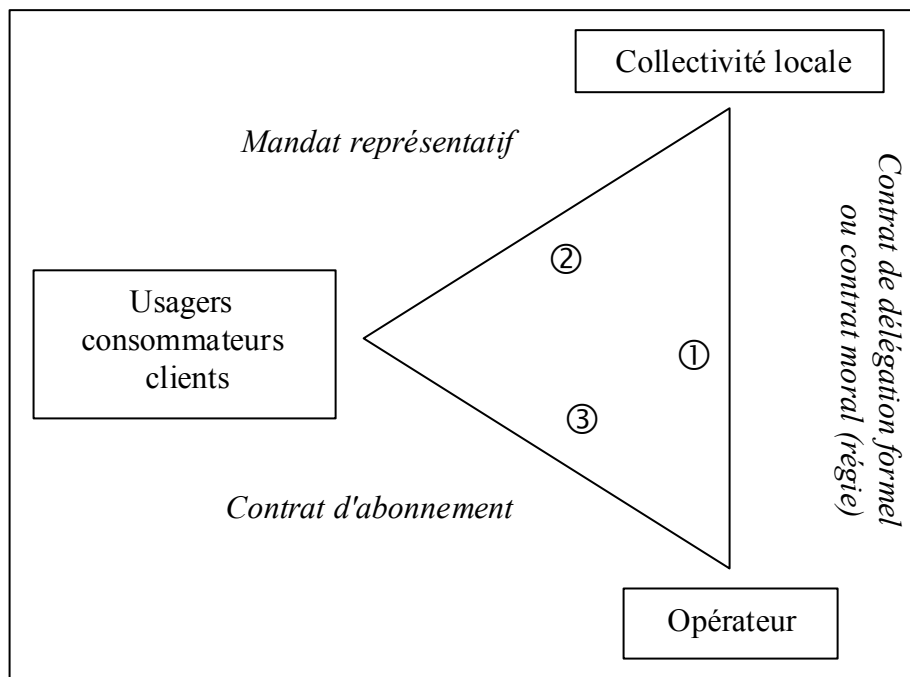 Collectivité locale
Mandat représentatif
Contrat de délégation formel
ou contrat moral (régie)
②
Usagers
consommateurs
clients
①
③
Contrat d'abonnement
Opérateur